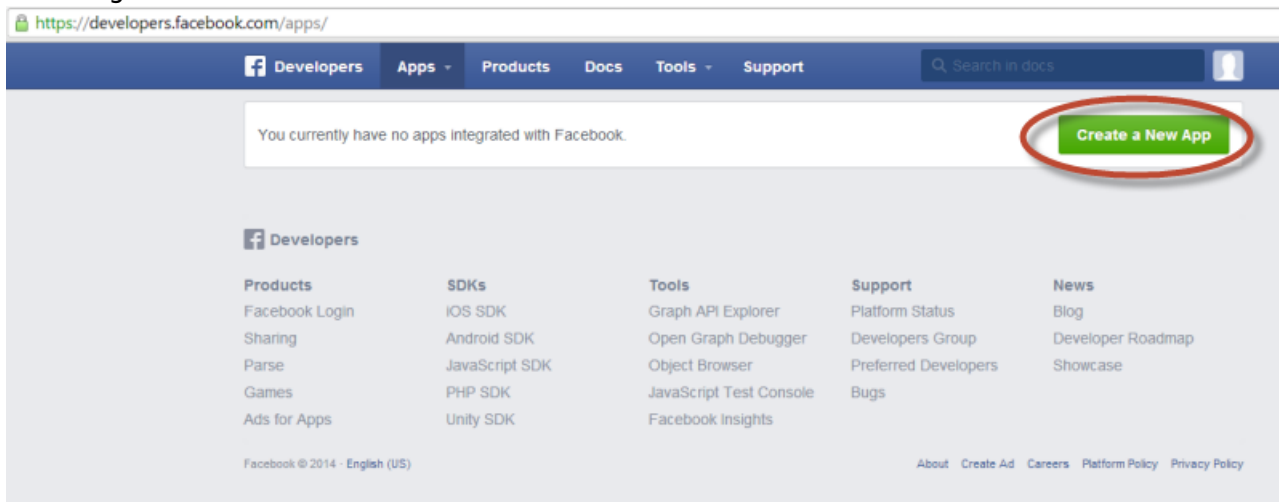 https://developers.facebook.com/apps/
f Developers Apps Products Docs Tools Support Search in docs
You currently have no apps integrated with Facebook. Create a New App
f Developers
Products SDKs Tools Support News
Facebook Login iOS SDK Graph API Explorer Platform Status Blog
Sharing Android SDK Open Graph Debugger Developers Group Developer Roadmap
Parse JavaScript SDK Object Browser Preferred Developers Showcase
Games PHP SDK JavaScript Test Console Bugs
Ads for Apps Unity SDK Facebook Insights
Facebook © 2014 · English (US) About Create Ad Careers Platform Policy Privacy Policy